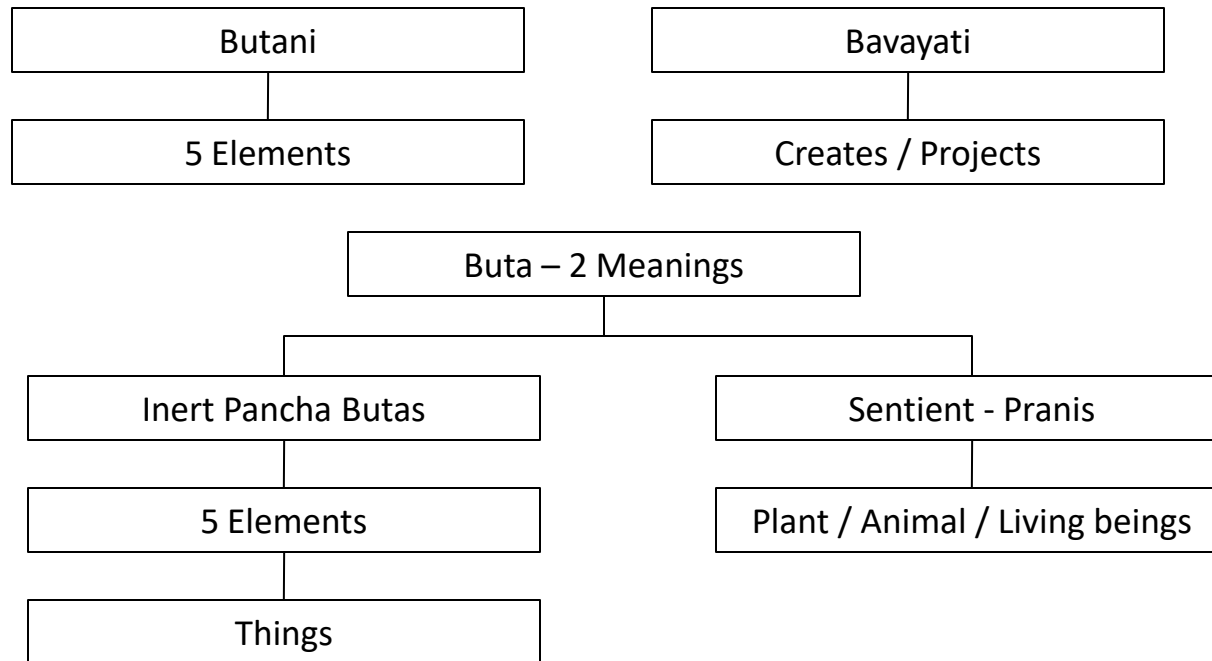 Butani
Bavayati
5 Elements
Creates / Projects
Buta – 2 Meanings
Inert Pancha Butas
Sentient - Pranis
5 Elements
Plant / Animal / Living beings
Things